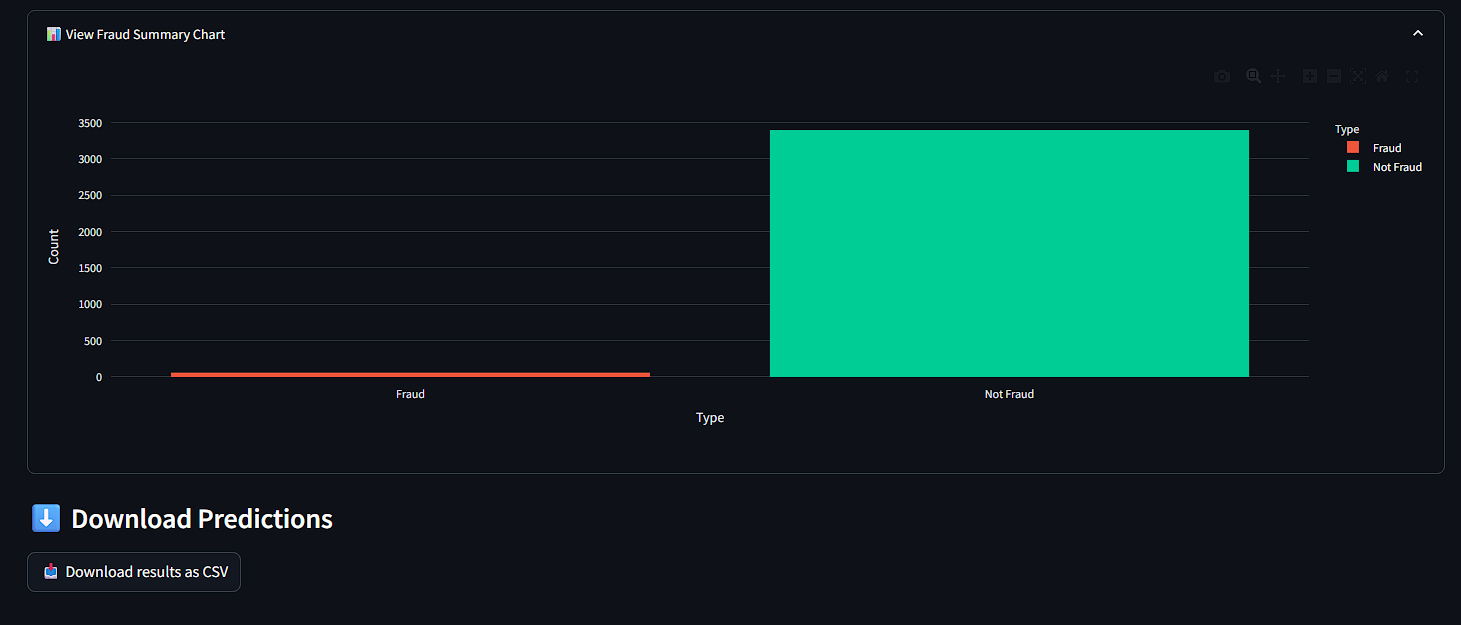 View Fraud Summary Chart
3500
3000
2500
2000
1500
1000
500
0
Count
Fraud
Not Fraud
Type
Type
Fraud
Not Fraud
Download Predictions
Download results as CSV